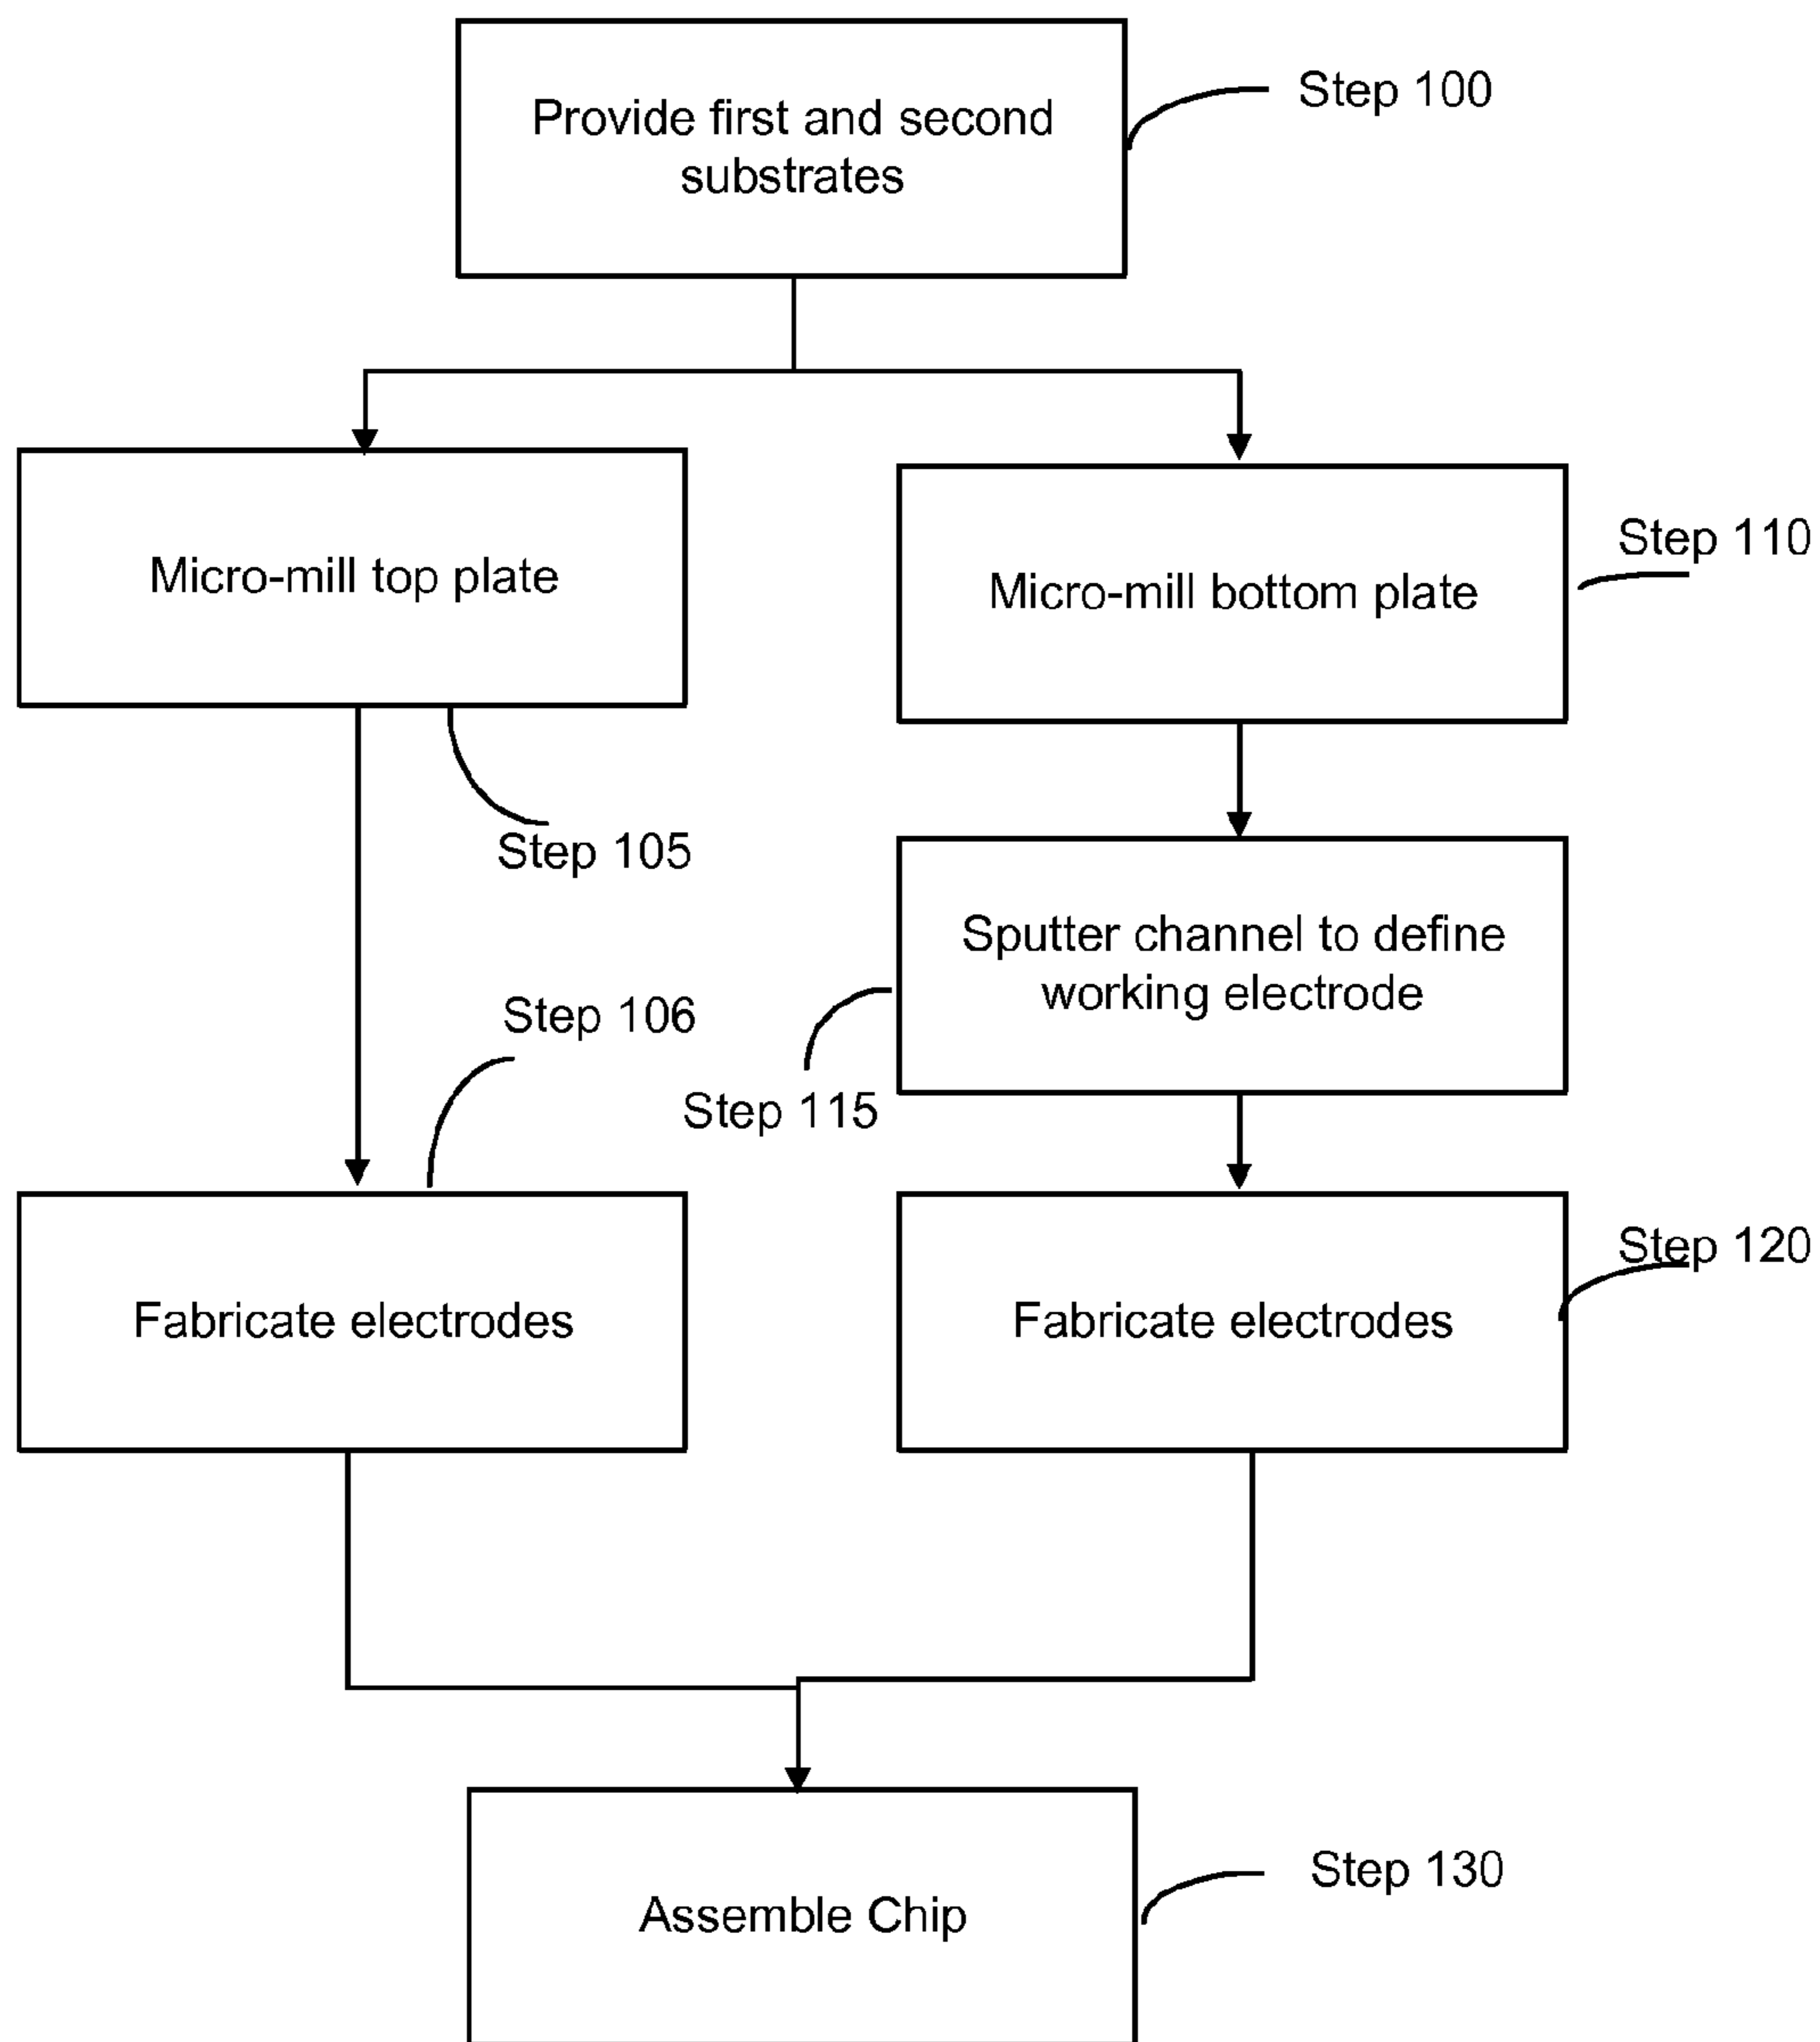 Provide first and second
substrates
Step 100
Micro-mill top plate
Step 105
Micro-mill bottom plate
Step 110
Sputter channel to define
working electrode
Step 115
Step 106
Fabricate electrodes
Fabricate electrodes
Step 120
Assemble Chip
Step 130